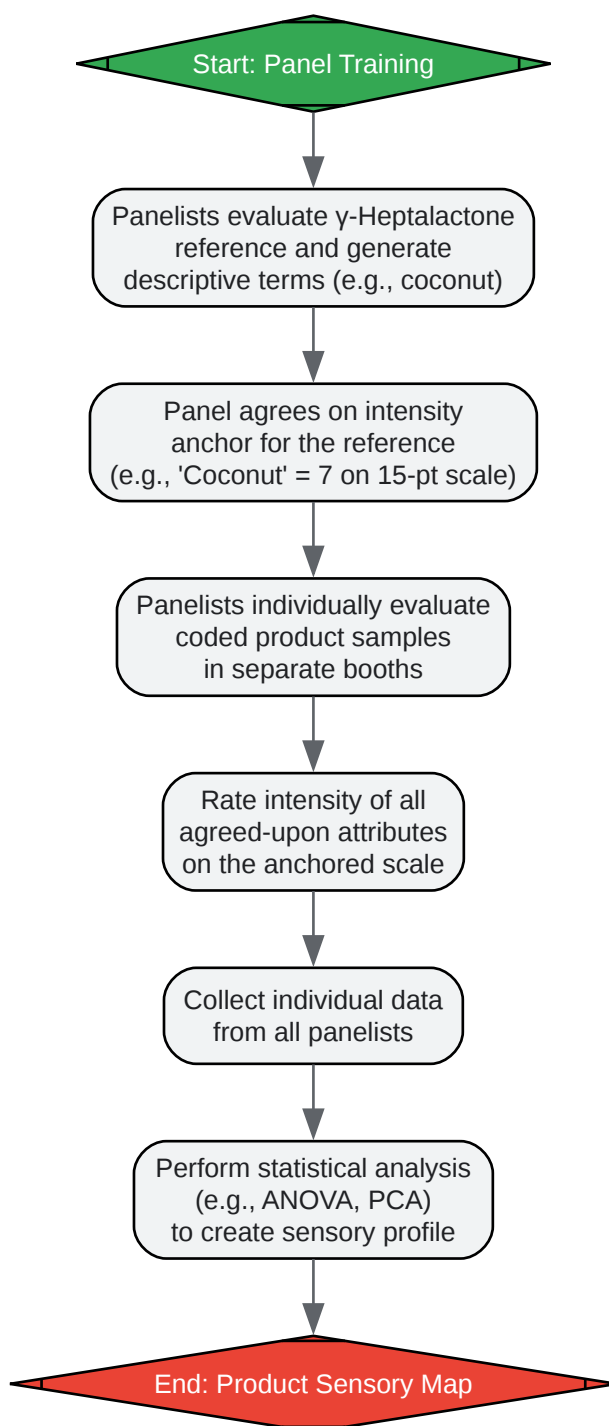 Start: Panel Training
Panelists evaluate γ-Heptalactone
reference and generate
descriptive terms (e.g., coconut)
Panel agrees on intensity
anchor for the reference
(e.g., 'Coconut' = 7 on 15-pt scale)
Panelists individually evaluate
coded product samples
in separate booths
Rate intensity of all
agreed-upon attributes
on the anchored scale
Collect individual data
from all panelists
Perform statistical analysis
(e.g., ANOVA, PCA)
to create sensory profile
End: Product Sensory Map